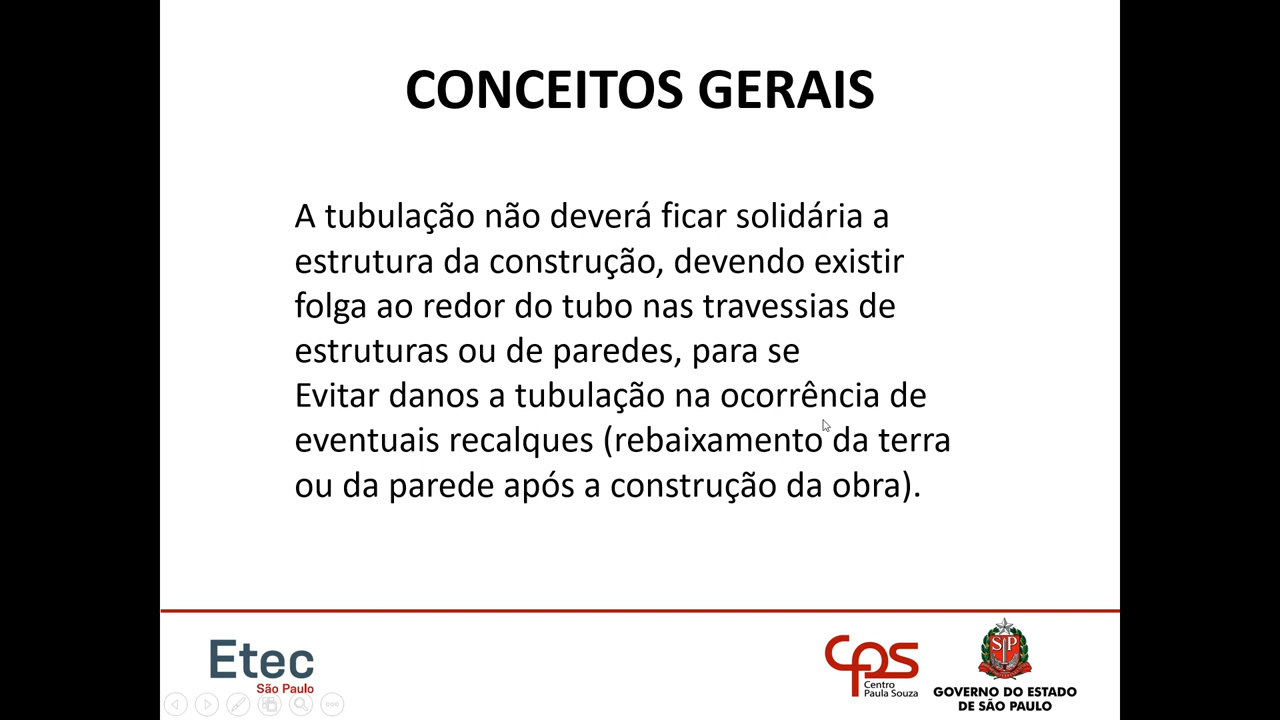 CONCEITOS GERAIS
A tubulação não deverá ficar solidária a
estrutura da construção, devendo existir
folga ao redor do tubo nas travessias de
estruturas ou de paredes, para se
Evitar danos a tubulação na ocorrência de
eventuais recalques (rebaixamento da terra
ou da parede após a construção da obra).
Etec
São Paulo
cps
Centro
Paula Souza
SP
GOVERNO DO ESTADO
DE SÃO PAULO